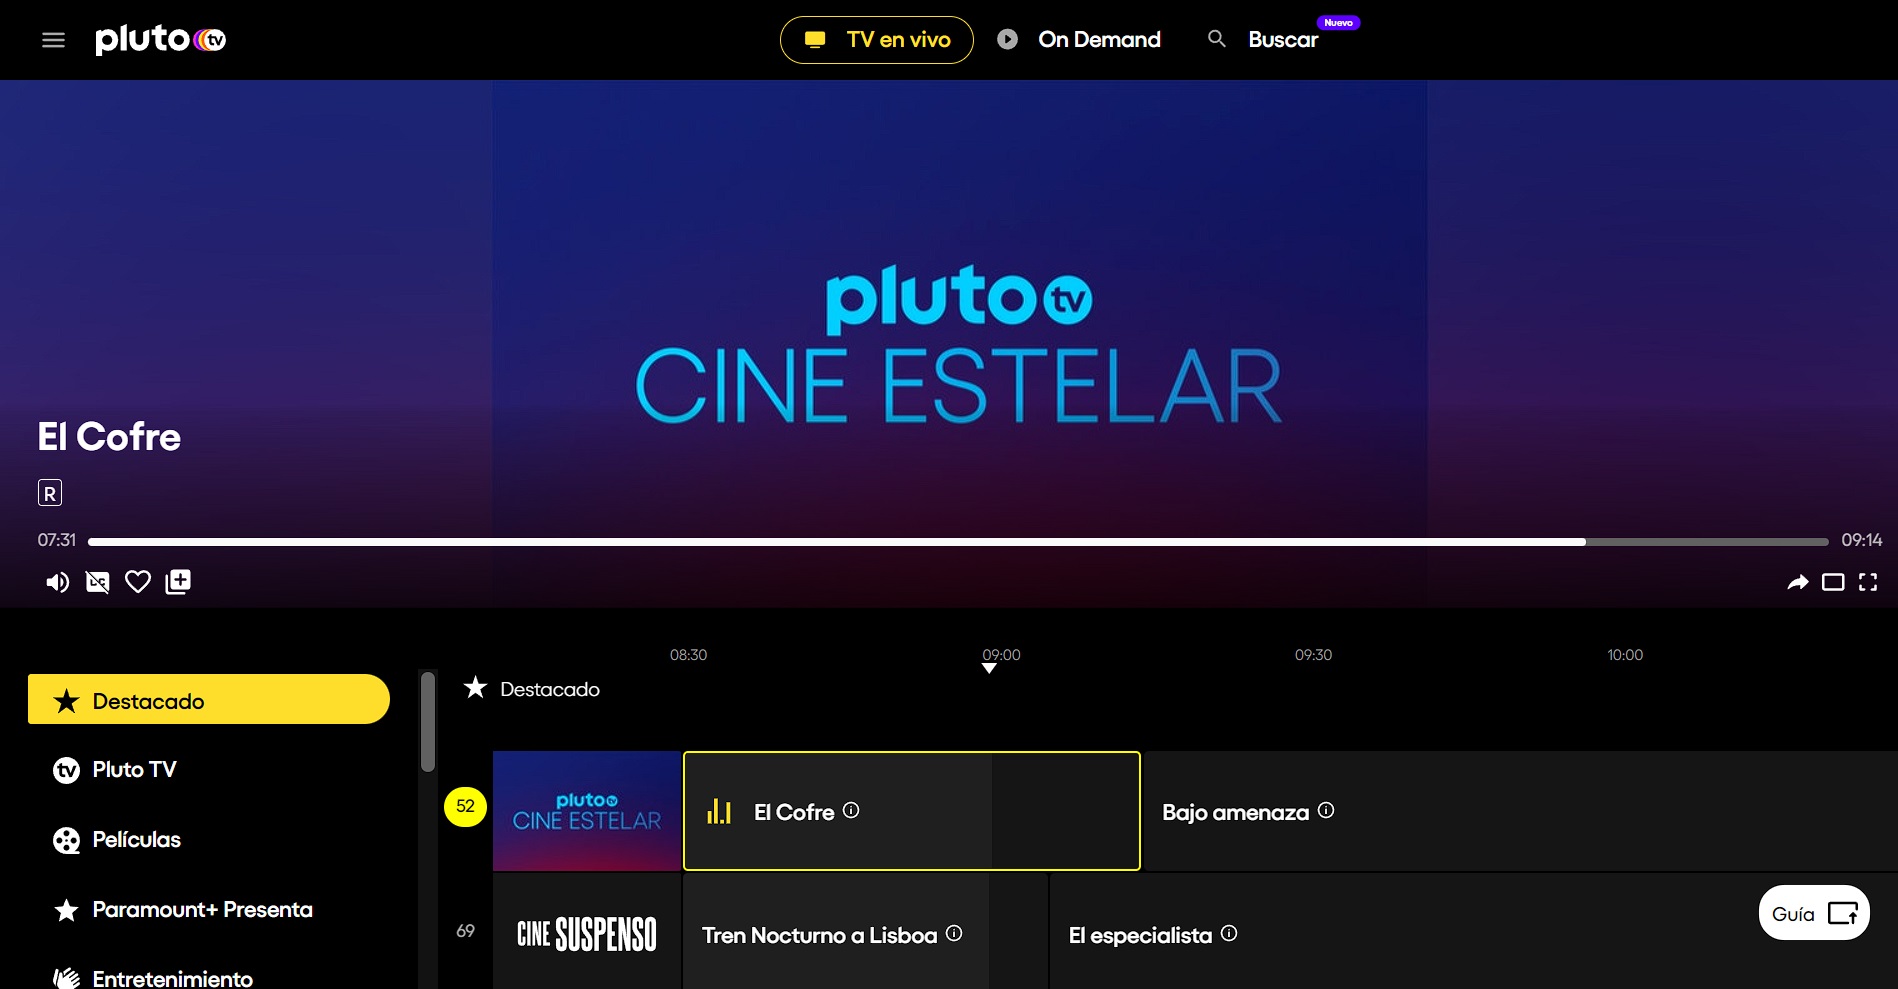 pluto tv
TV en vivo
On Demand
Buscar
Nuevo
pluto tv
CINE ESTELAR
El Cofre
R
07:31
09:14
08:30
09:00
09:30
10:00
Destacado
Pluto TV
Películas
Paramount+ Presenta
Entretenimiento
Destacado
52
pluto tv
CINE ESTELAR
El Cofre
Bajo amenaza
69
CINE SUSPENSO
Tren Nocturno a Lisboa
El especialista
Guía